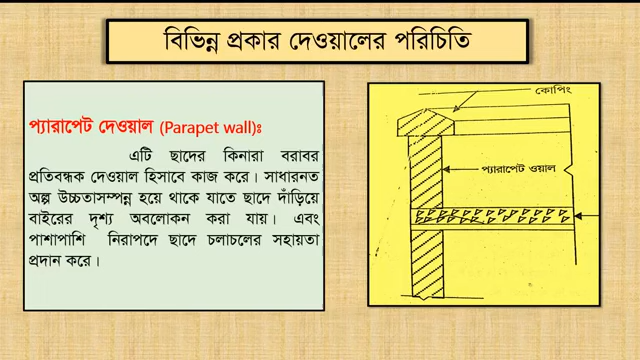 বিভিন্ন প্রকার দেওয়ালের পরিচিতি
প্যারাপেট দেওয়াল (Parapet wall)ঃ
এটি ছাদের কিনারা বরাবর
প্রতিবন্ধক দেওয়াল হিসাবে কাজ করে। সাধারনত
অল্প উচ্চতাসম্পন্ন হয়ে থাকে যাতে ছাদে দাঁড়িয়ে
বাইরের দৃশ্য অবলোকন করা যায়। এবং
পাশাপাশি নিরাপদে ছাদে চলাচলের সহায়তা
প্রদান করে।
কোপিং
প্যারাপেট ওয়াল